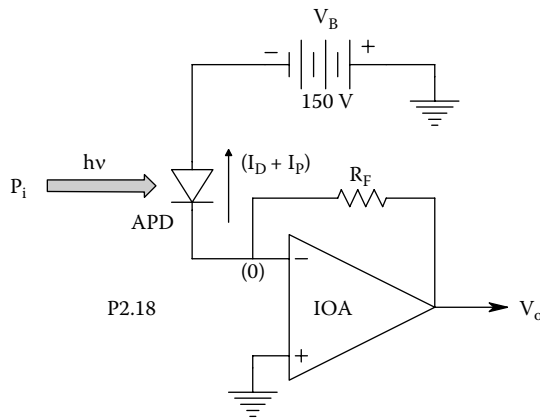 V_B
− +
150 V
hν
(I_D + I_P)
P_i
R_F
APD
(0)
−
P2.18
IOA
V_o
+